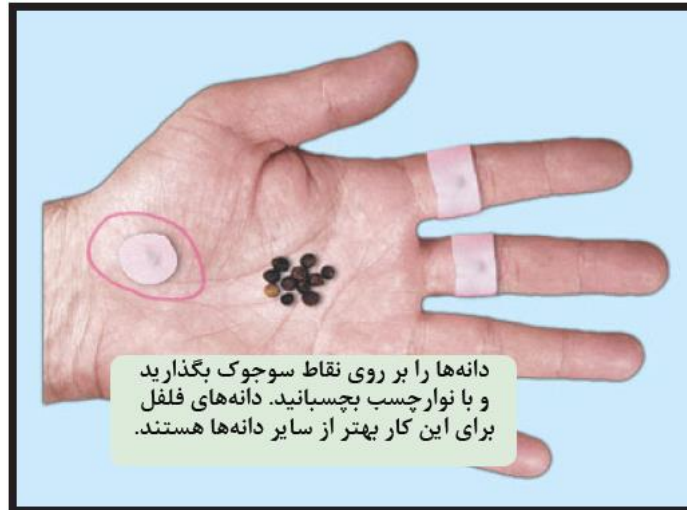 دانه‌ها را بر روی نقاط سوجوک بگذارید
و با نوارچسب بچسبانید. دانه‌های فلفل
برای این کار بهتر از سایر دانه‌ها هستند.